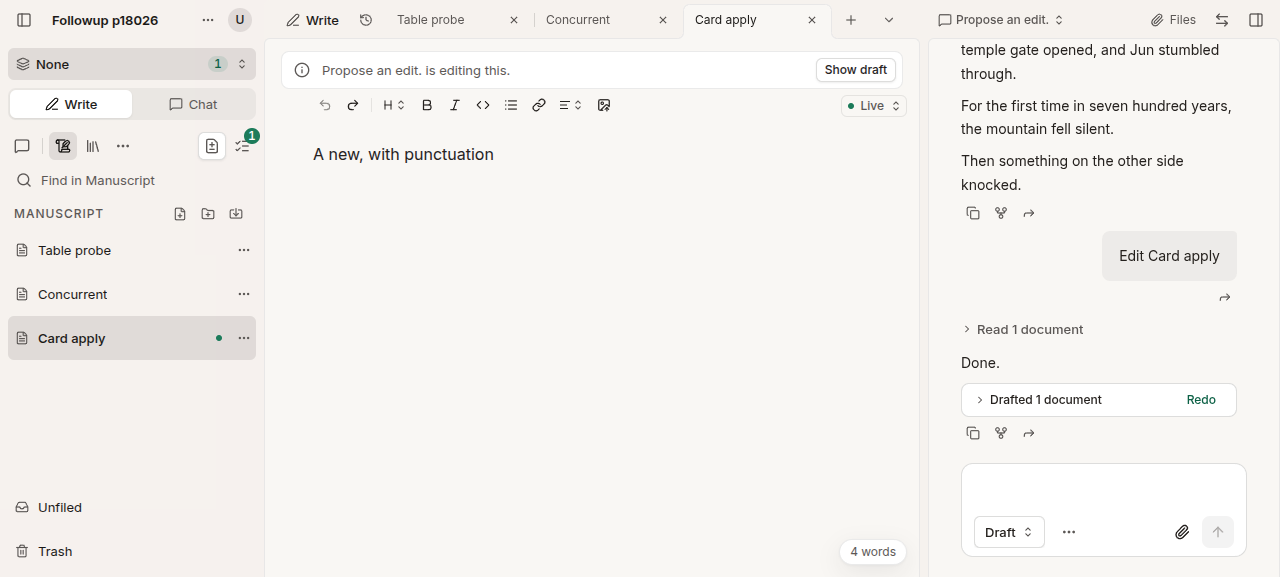 Followup p18026
U
None
1
Write
Chat
1
Find in Manuscript
MANUSCRIPT
Table probe
Concurrent
Card apply
Unfiled
Trash
Write
Table probe
Concurrent
Card apply
Propose an edit. is editing this.
Show draft
H
B
I
Live
A new, with punctuation
4 words
Propose an edit.
Files
temple gate opened, and Jun stumbled
through.
For the first time in seven hundred years,
the mountain fell silent.
Then something on the other side
knocked.
Edit Card apply
Read 1 document
Done.
Drafted 1 document
Redo
Draft